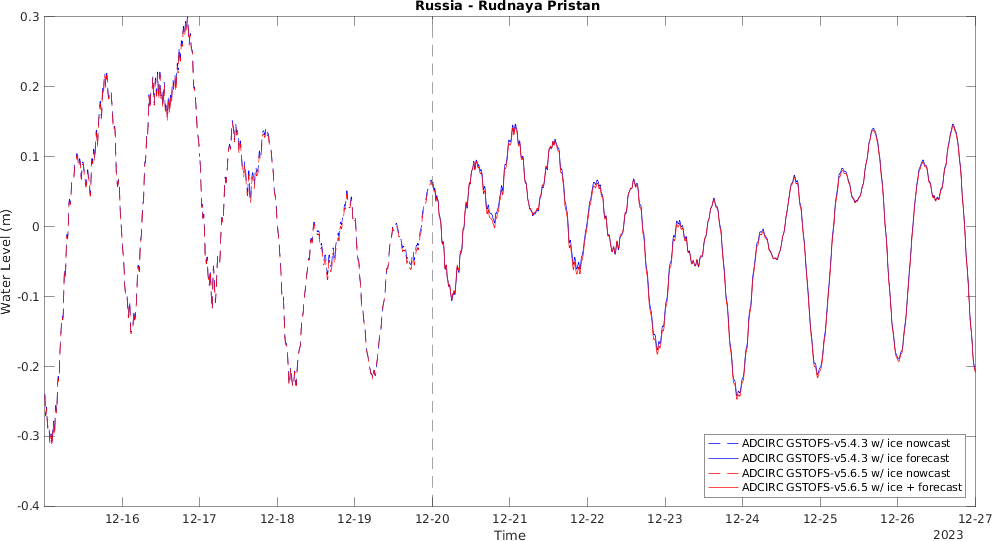 Russia - Rudnaya Pristan
0.3
0.2
0.1
0
-0.1
-0.2
-0.3
-0.4
Water Level (m)
ADCIRC GSTOFS-v5.4.3 w/ ice nowcast
ADCIRC GSTOFS-v5.4.3 w/ ice forecast
ADCIRC GSTOFS-v5.6.5 w/ ice nowcast
ADCIRC GSTOFS-v5.6.5 w/ ice + forecast
12-16 12-17 12-18 12-19 12-20 12-21 12-22 12-23 12-24 12-25 12-26 12-27
Time
2023